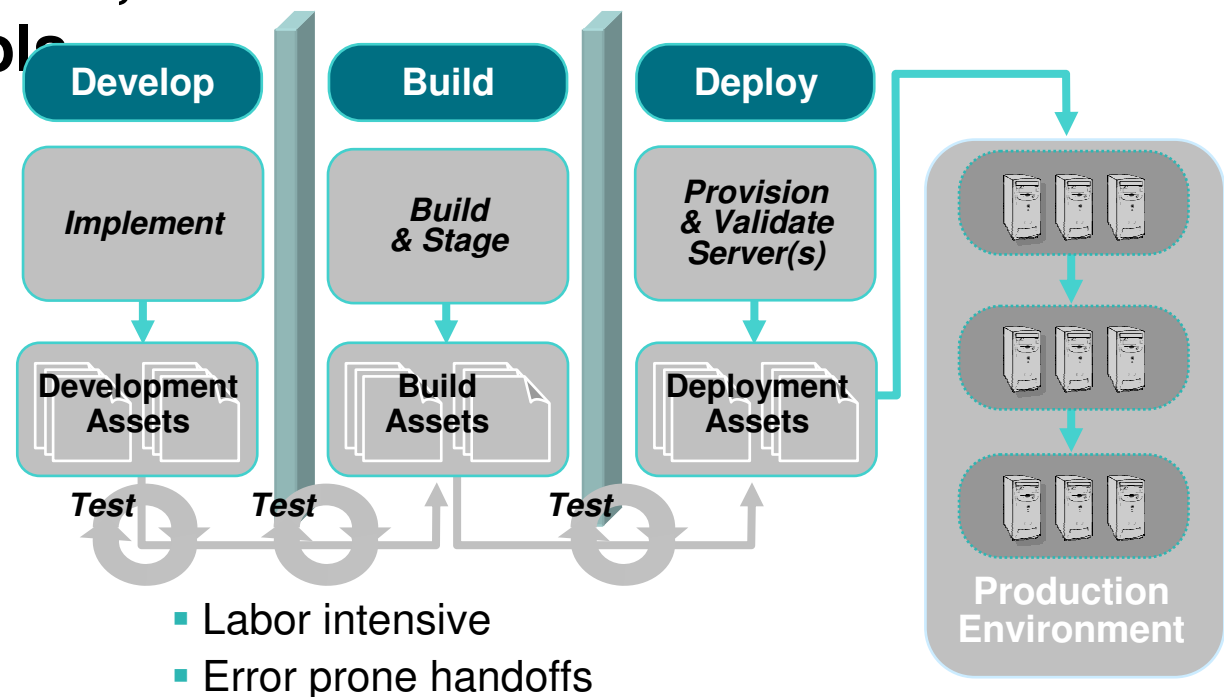 Develop
Build
Deploy
Implement
Build
& Stage
Provision
& Validate
Server(s)
Development
Assets
Build
Assets
Deployment
Assets
Test
Test
Test
Production
Environment
▪ Labor intensive
▪ Error prone handoffs